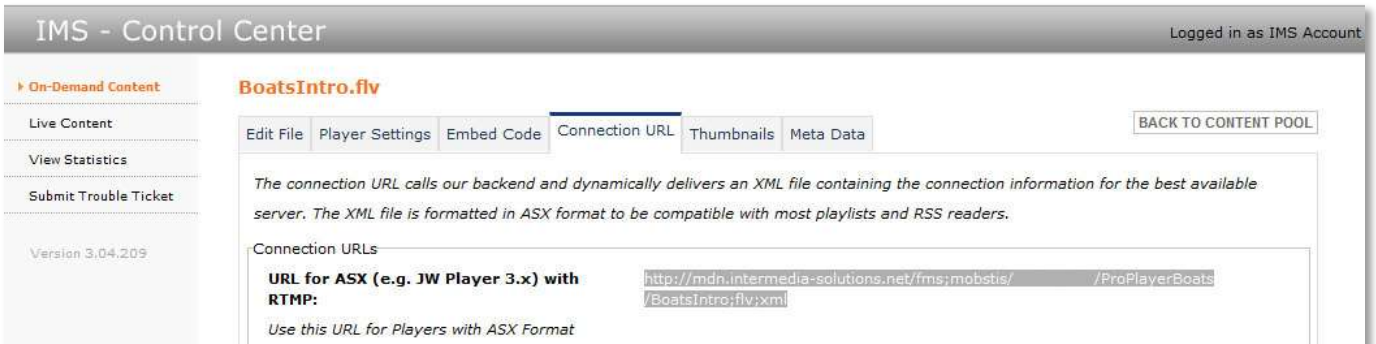 IMS - Control Center
Logged in as IMS Account
On-Demand Content
Live Content
View Statistics
Submit Trouble Ticket
Version 3.04.209
BoatsIntro.flv
BACK TO CONTENT POOL
Edit File Player Settings Embed Code Connection URL Thumbnails Meta Data
The connection URL calls our backend and dynamically delivers an XML file containing the connection information for the best available
server. The XML file is formatted in ASX format to be compatible with most playlists and RSS readers.
Connection URLs
URL for ASX (e.g. JW Player 3.x) with
RTMP:
Use this URL for Players with ASX Format
http://mdn.intermedia-solutions.net/fms;mobstis/ /ProPlayerBoats
/BoatsIntro;flv;xml